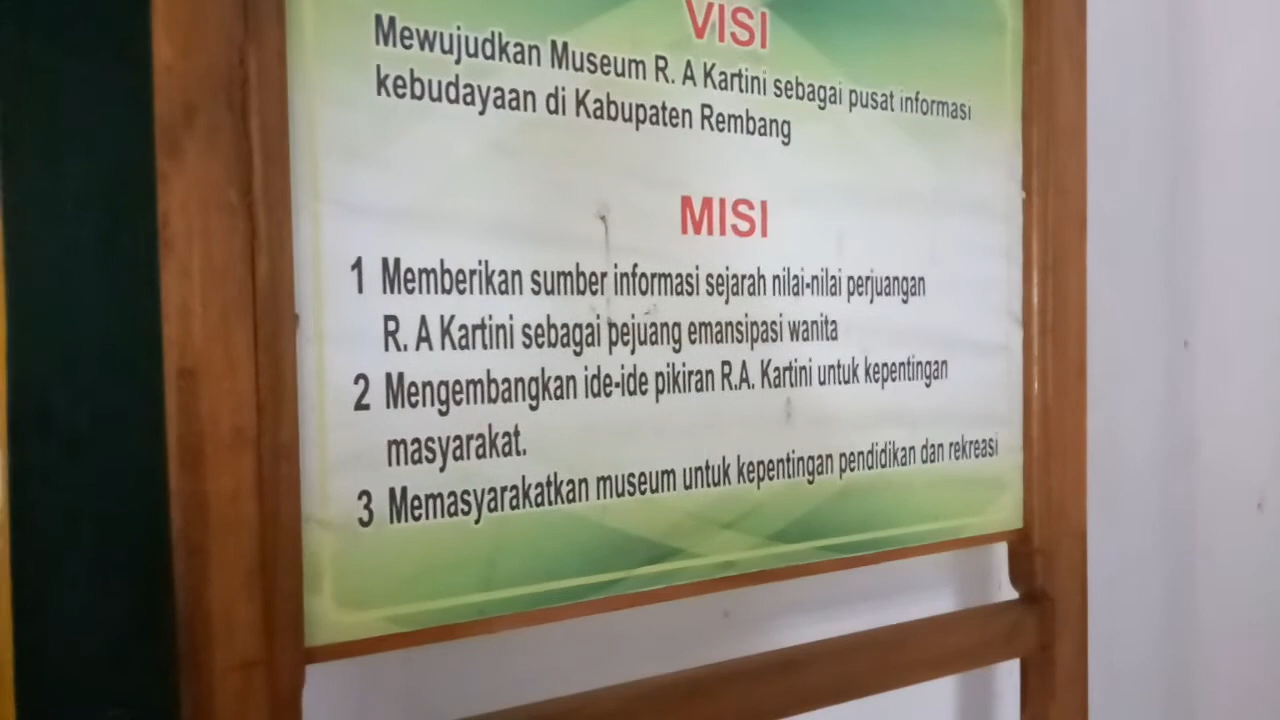 VISI
Mewujudkan Museum R. A Kartini sebagai pusat informasi
kebudayaan di Kabupaten Rembang
MISI
1 Memberikan sumber informasi sejarah nilai-nilai perjuangan
R. A Kartini sebagai pejuang emansipasi wanita
2 Mengembangkan ide-ide pikiran R.A. Kartini untuk kepentingan
masyarakat.
3 Memasyarakatkan museum untuk kepentingan pendidikan dan rekreasi